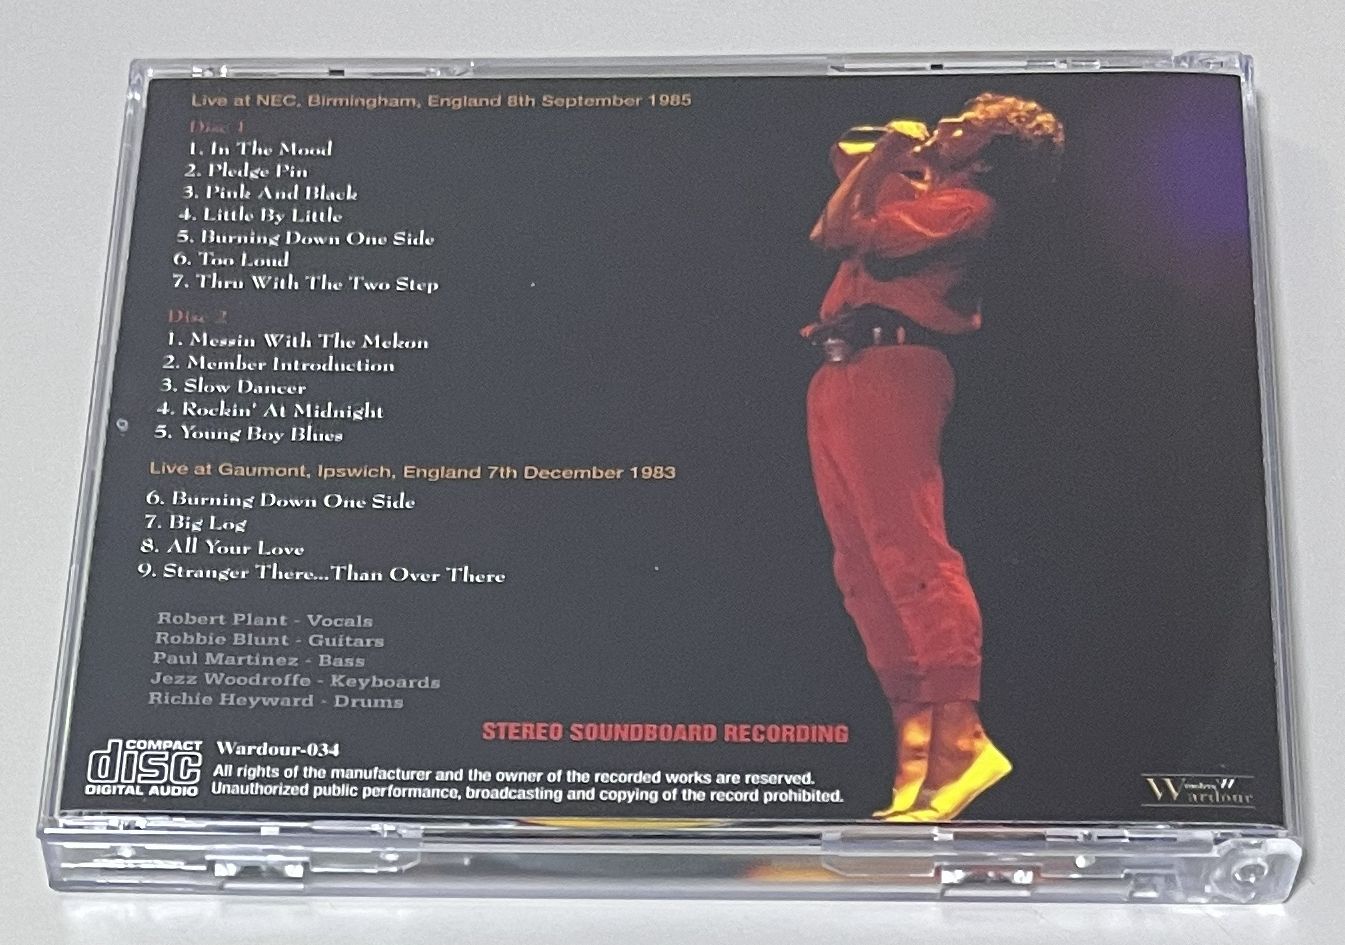 Live at NEC, Birmingham, England 8th September 1985
Disc 1
1. In The Mood
2. Pledge Pin
3. Pink And Black
4. Little By Little
5. Burning Down One Side
6. Too Loud
7. Thru With The Two Step
Disc 2
1. Messin With The Mekon
2. Member Introduction
3. Slow Dancer
4. Rockin' At Midnight
5. Young Boy Blues
Live at Gaumont, Ipswich, England 7th December 1983
6. Burning Down One Side
7. Big Log
8. All Your Love
9. Stranger There...Than Over There
Robert Plant - Vocals
Robbie Blunt - Guitars
Paul Martinez - Bass
Jezz Woodroffe - Keyboards
Richie Heyward - Drums
STEREO SOUNDBOARD RECORDING
COMPACT
disc
DIGITAL AUDIO
Wardour-034
All rights of the manufacturer and the owner of the recorded works are reserved.
Unauthorized public performance, broadcasting and copying of the record prohibited.
Wardour